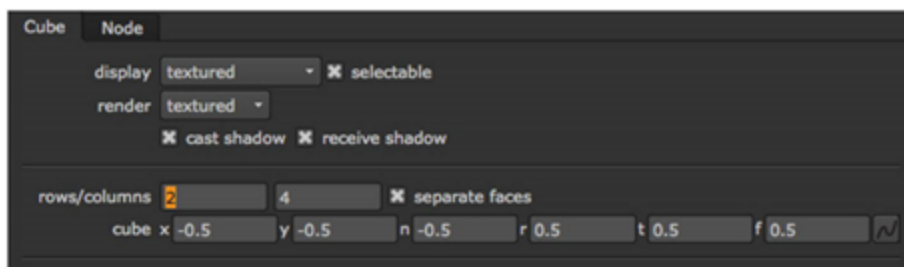 Cube Node
display textured selectable
render textured
cast shadow receive shadow
rows/columns 2 4 separate faces
cube x -0.5 y -0.5 n -0.5 r 0.5 t 0.5 f 0.5